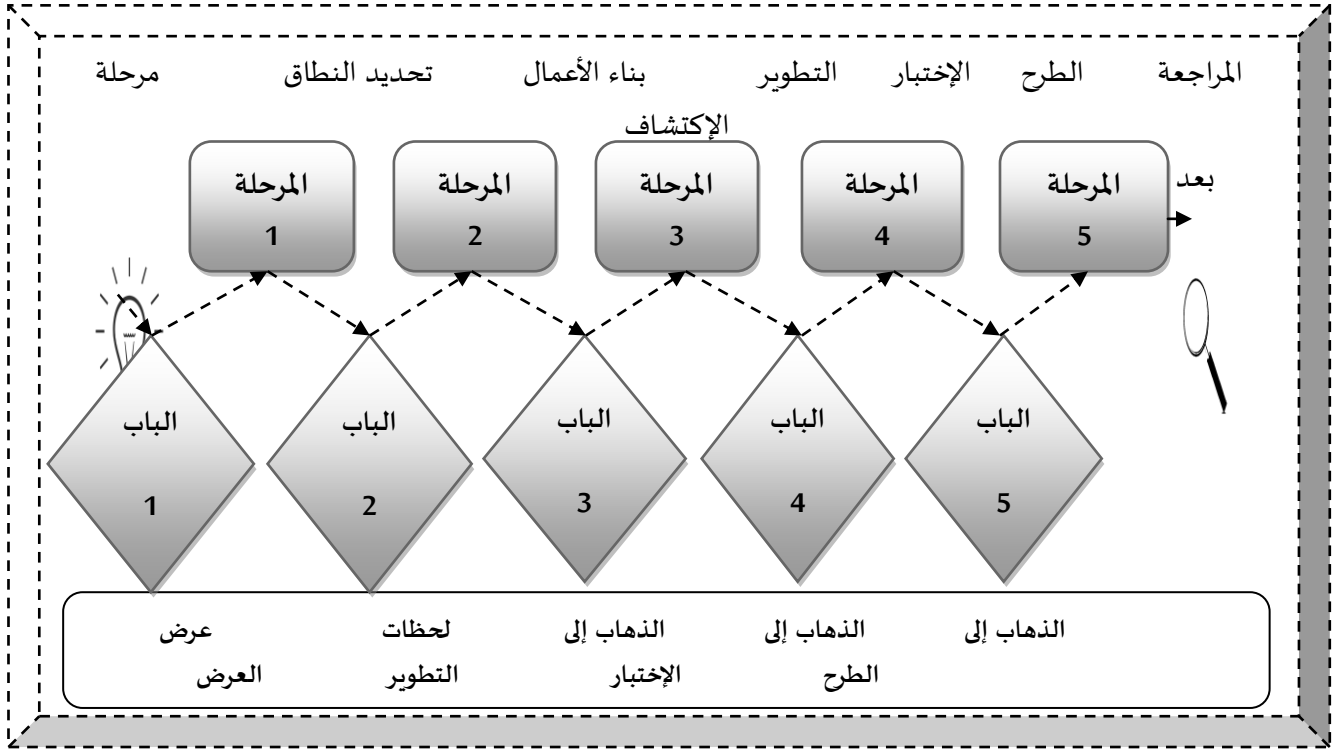 المراجعة الطرح الإختبار التطوير بناء الأعمال تحديد النطاق مرحلة
الإكتشاف
المرحلة
1
المرحلة
2
المرحلة
3
المرحلة
4
المرحلة
5
بعد
الباب
1
الباب
2
الباب
3
الباب
4
الباب
5
الذهاب إلى الذهاب إلى الذهاب إلى لحظات عرض
الطرح الإختبار التطوير العرض